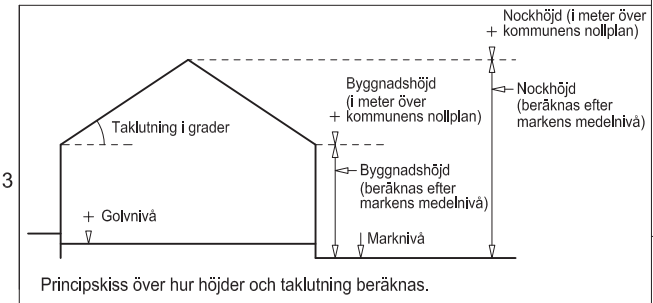 Nockhöjd (i meter över
+ kommunens nollplan)
Byggnadshöjd
(i meter över
+ kommunens nollplan)
Nockhöjd
(beräknas efter
markens medelnivå)
Taklutning i grader
Byggnadshöjd
(beräknas efter
markens medelnivå)
3
+ Golvnivå
Marknivå
Principskiss över hur höjder och taklutning beräknas.